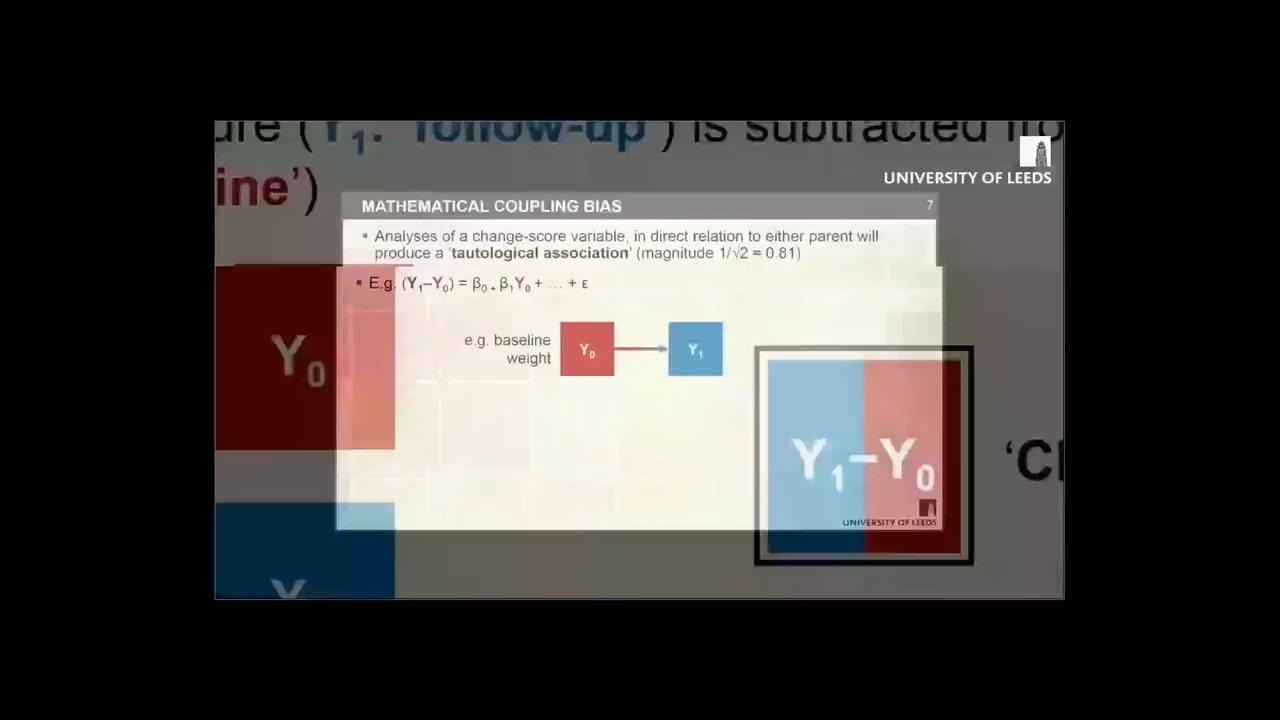 ure (Y₁: 'follow-up') is subtracted fro
ine')
UNIVERSITY OF LEEDS
MATHEMATICAL COUPLING BIAS
7
▪ Analyses of a change-score variable, in direct relation to either parent will
produce a 'tautological association' (magnitude 1/√2 ≈ 0.81)
▪ E.g. (Y₁–Y₀) = β₀ + β₁Y₀ + … + ε
e.g. baseline
weight
Y₀
Y₁
Y₀
Y₁–Y₀
UNIVERSITY OF LEEDS